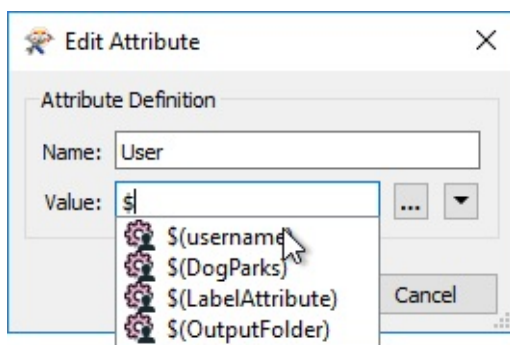 Edit Attribute
Attribute Definition
Name: User
Value: $ ...
$(username)
$(DogParks)
$(LabelAttribute)
$(OutputFolder)
Cancel